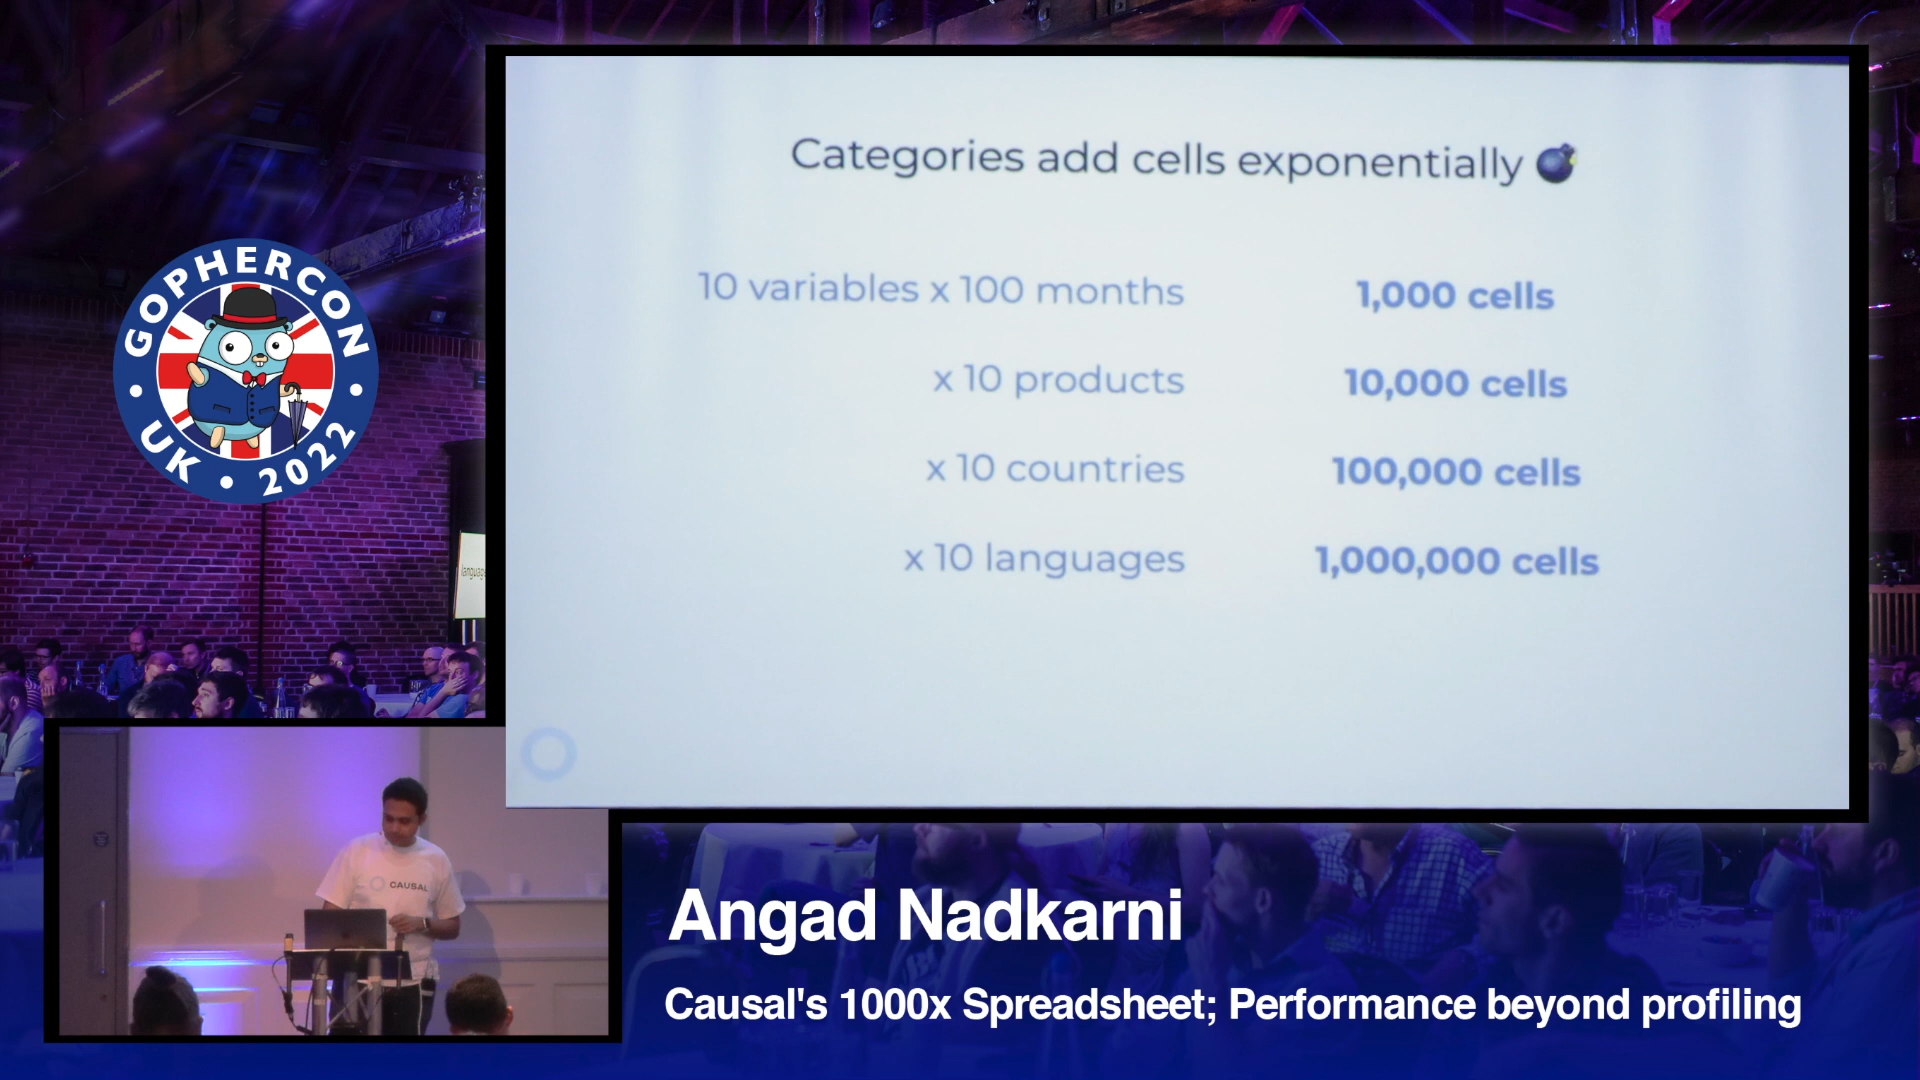 Categories add cells exponentially 💣
10 variables x 100 months 1,000 cells
x 10 products 10,000 cells
x 10 countries 100,000 cells
x 10 languages 1,000,000 cells
GOPHERCON
UK • 2022
language
CAUSAL
Angad Nadkarni
Causal's 1000x Spreadsheet; Performance beyond profiling